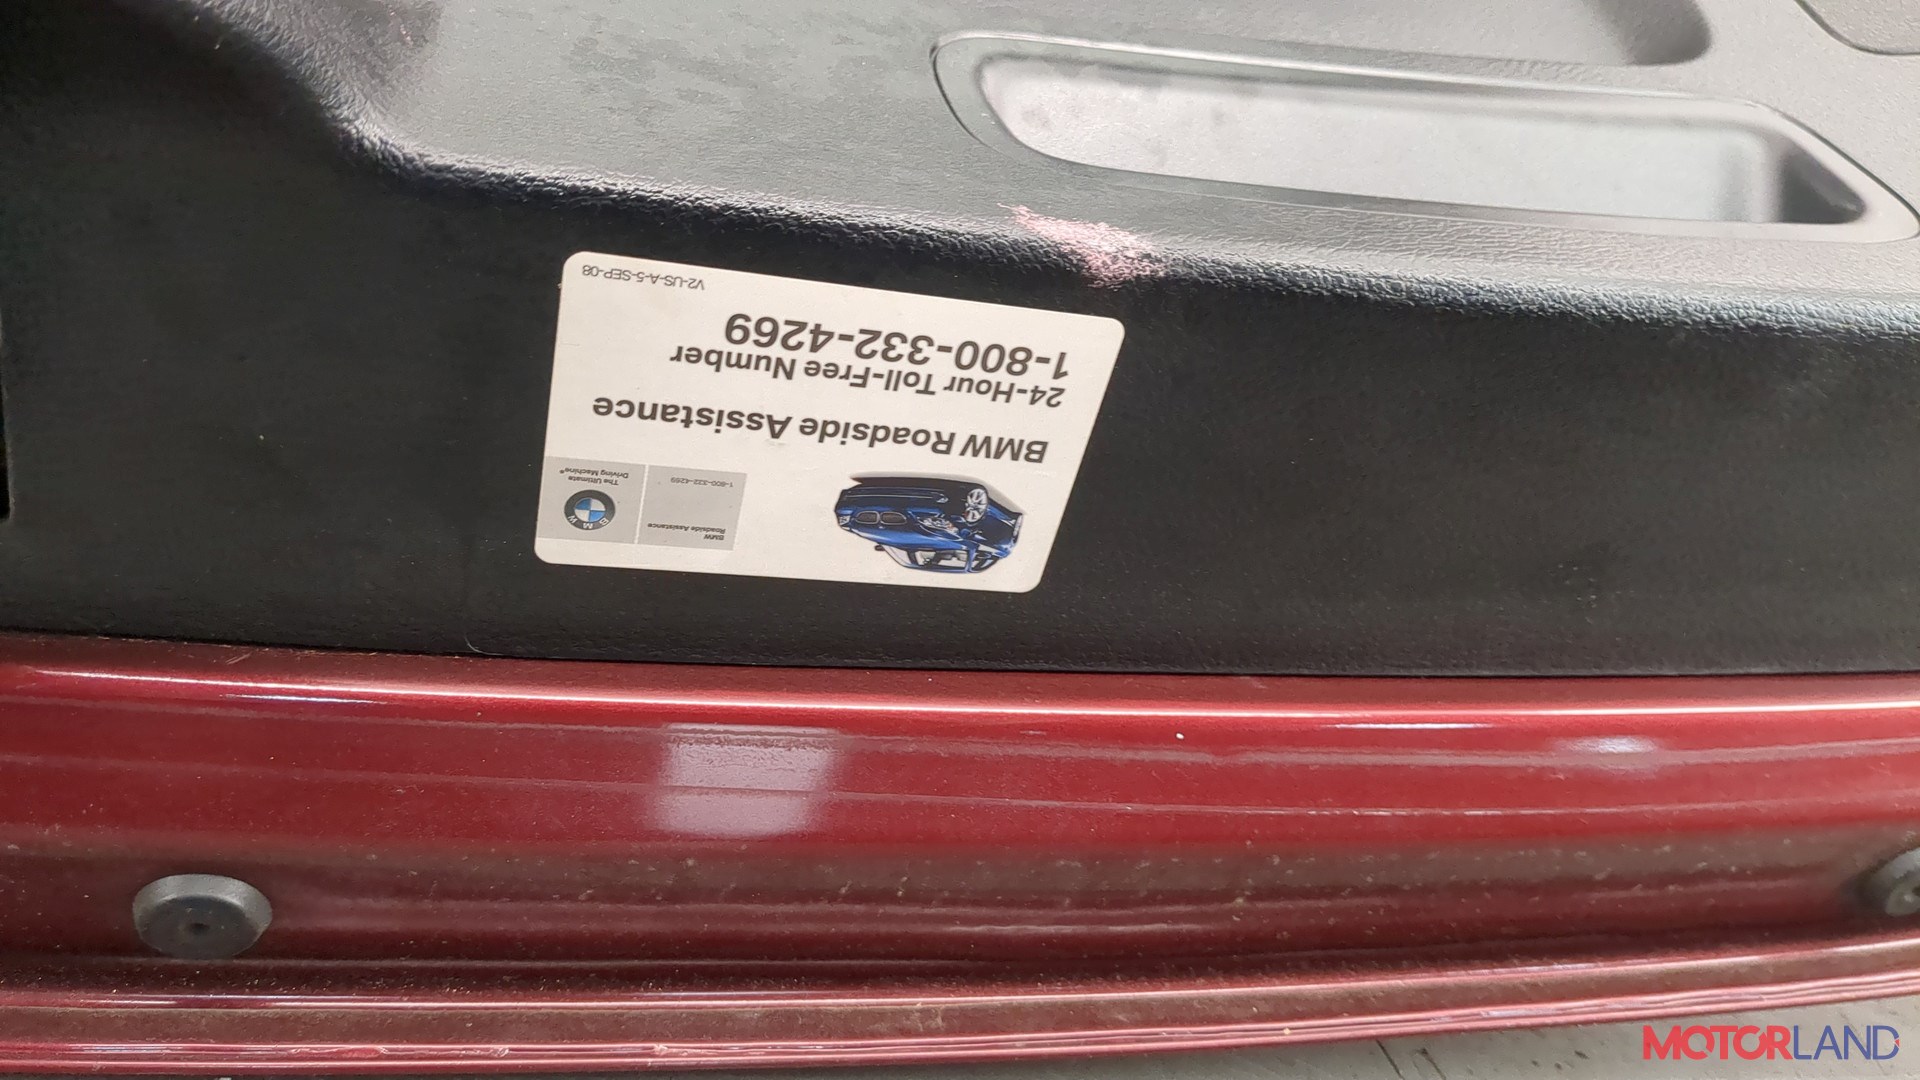 BMW
Roadside Assistance
1-800-332-4269
BMW
The Ultimate
Driving Machine®
BMW Roadside Assistance
24-Hour Toll-Free Number
1-800-332-4269
V2-US-A-5-SEP-08
MOTORLAND